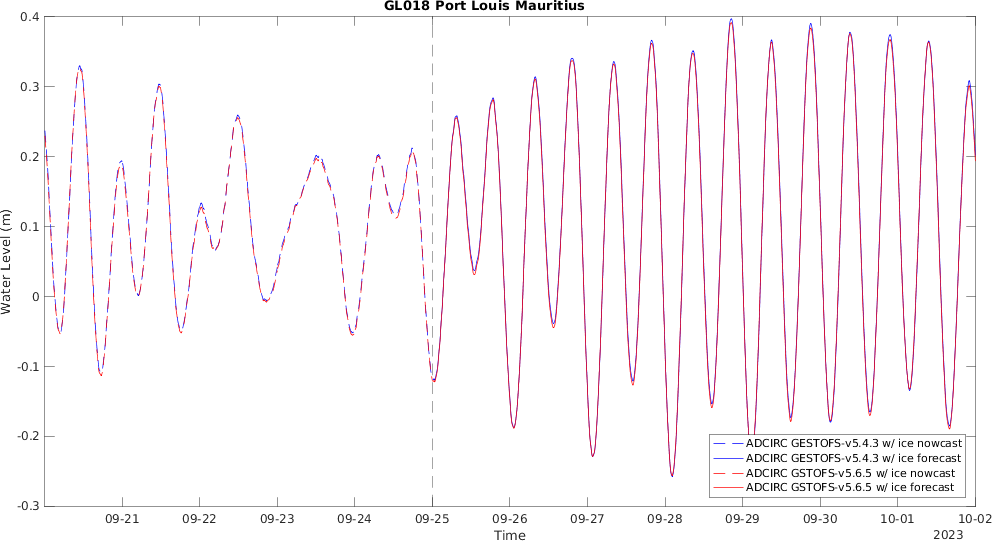 GL018 Port Louis Mauritius
0.4
0.3
0.2
0.1
0
-0.1
-0.2
-0.3
Water Level (m)
ADCIRC GESTOFS-v5.4.3 w/ ice nowcast
ADCIRC GESTOFS-v5.4.3 w/ ice forecast
ADCIRC GSTOFS-v5.6.5 w/ ice nowcast
ADCIRC GSTOFS-v5.6.5 w/ ice forecast
09-21 09-22 09-23 09-24 09-25 09-26 09-27 09-28 09-29 09-30 10-01 10-02
Time
2023